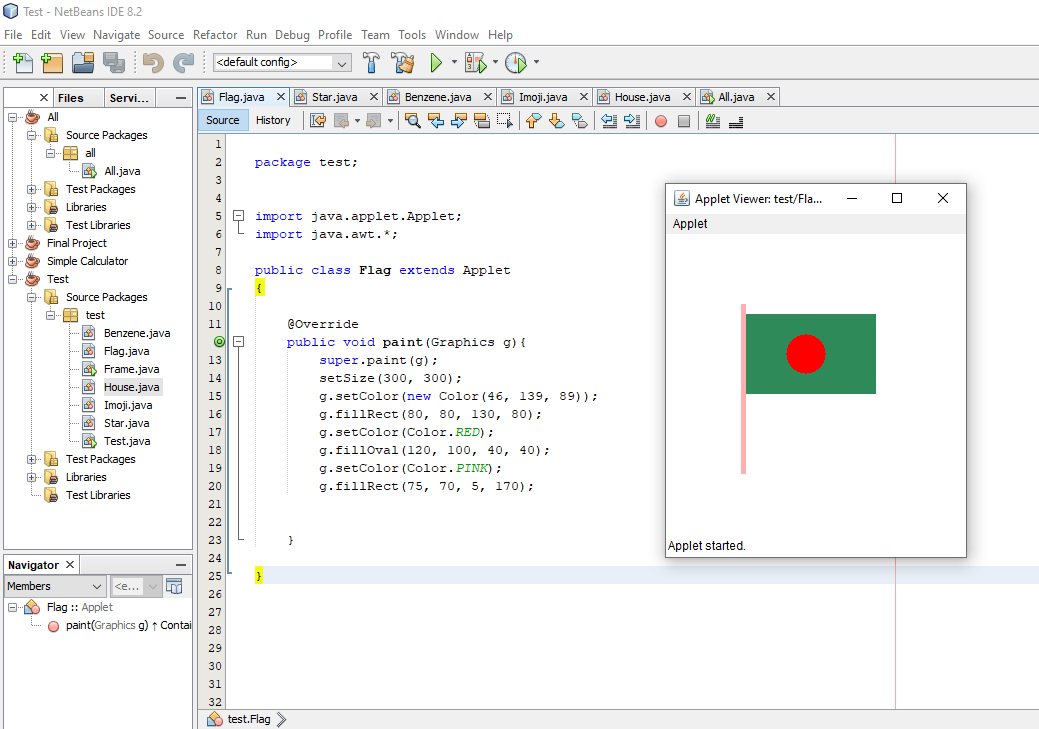 Test - NetBeans IDE 8.2
File Edit View Navigate Source Refactor Run Debug Profile Team Tools Window Help
<default config>
Files Servi...
All
Source Packages
all
All.java
Test Packages
Libraries
Test Libraries
Final Project
Simple Calculator
Test
Source Packages
test
Benzene.java
Flag.java
Frame.java
House.java
Imoji.java
Star.java
Test.java
Test Packages
Libraries
Test Libraries
Navigator
Members <e...
Flag :: Applet
paint(Graphics g) ↑ Contai
Flag.java Star.java Benzene.java Imoji.java House.java All.java
Source History
1
2 package test;
3
4
5 import java.applet.Applet;
6 import java.awt.*;
7
8 public class Flag extends Applet
9 {
10
11 @Override
public void paint(Graphics g){
13 super.paint(g);
14 setSize(300, 300);
15 g.setColor(new Color(46, 139, 89));
16 g.fillRect(80, 80, 130, 80);
17 g.setColor(Color.RED);
18 g.fillOval(120, 100, 40, 40);
19 g.setColor(Color.PINK);
20 g.fillRect(75, 70, 5, 170);
21
22
23 }
24
25 }
26
27
28
29
30
31
32
test.Flag
Applet Viewer: test/Fla...
Applet
Applet started.